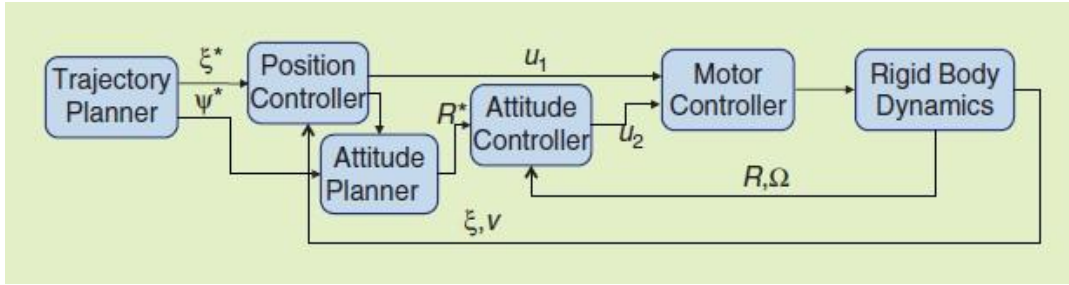 Trajectory
Planner
ξ*
ψ*
Position
Controller
Attitude
Planner
R*
Attitude
Controller
u₁
u₂
Motor
Controller
Rigid Body
Dynamics
R,Ω
ξ,v